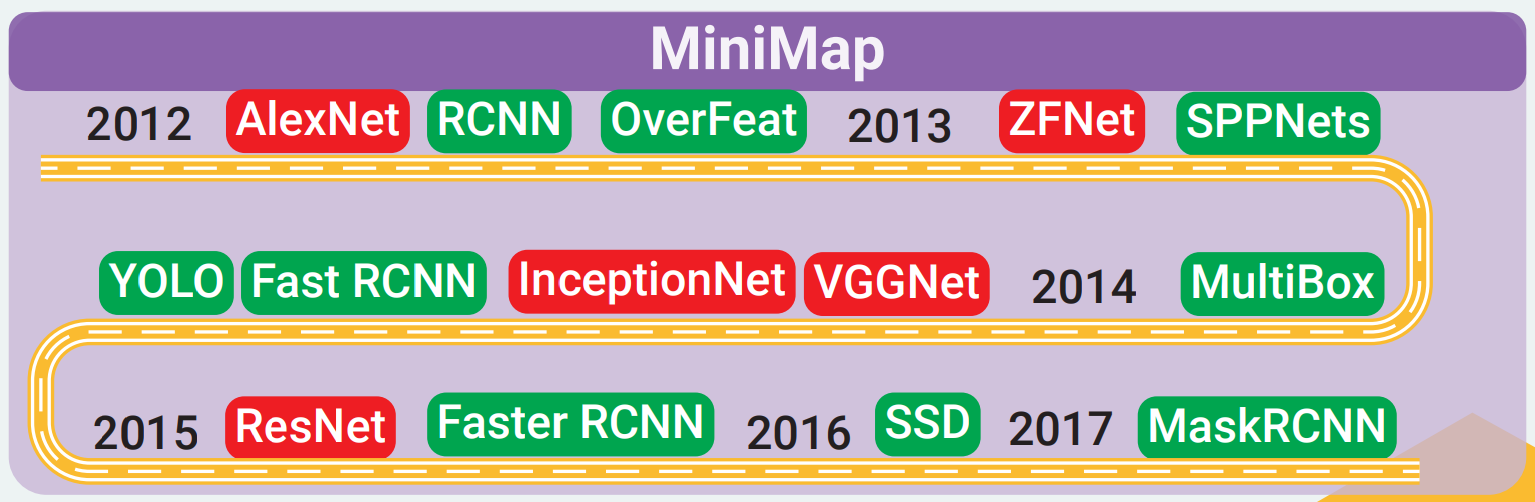 MiniMap
2012 AlexNet RCNN OverFeat 2013 ZFNet SPPNets
YOLO Fast RCNN InceptionNet VGGNet 2014 MultiBox
2015 ResNet Faster RCNN 2016 SSD 2017 MaskRCNN